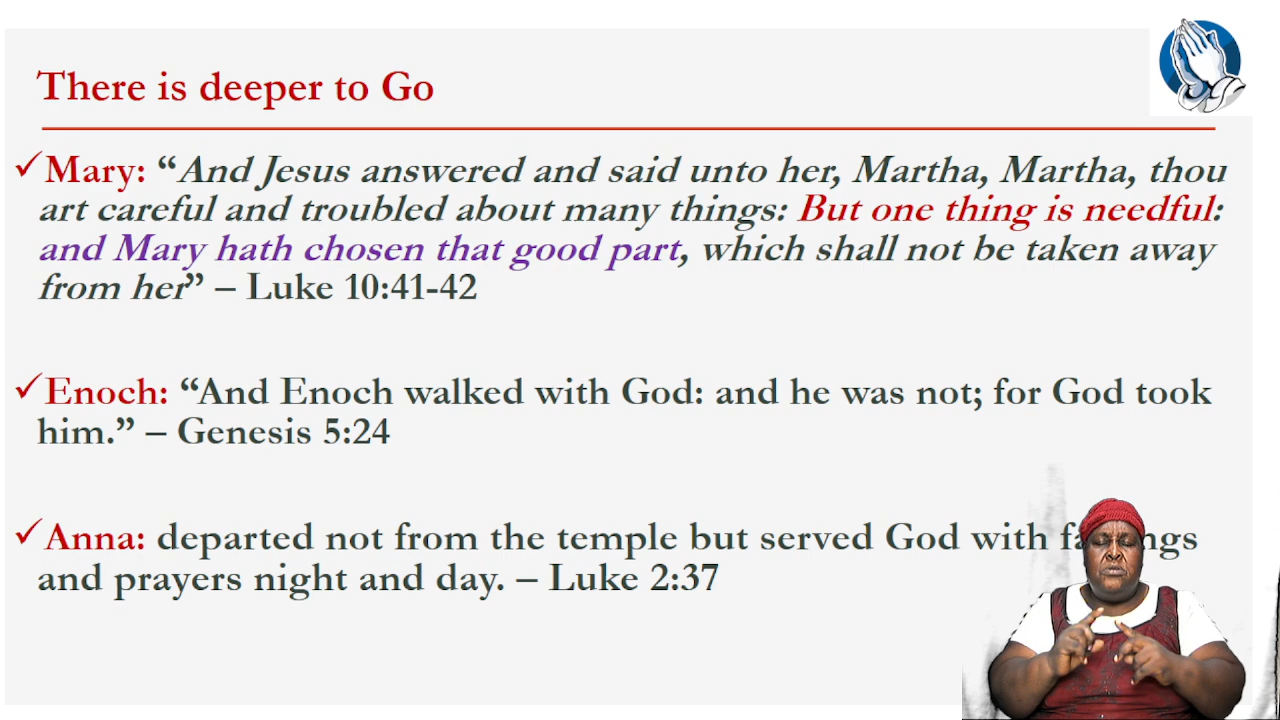 There is deeper to Go
✓Mary: “And Jesus answered and said unto her, Martha, Martha, thou
art careful and troubled about many things: But one thing is needful:
and Mary hath chosen that good part, which shall not be taken away
from her” – Luke 10:41-42
✓Enoch: “And Enoch walked with God: and he was not; for God took
him.” – Genesis 5:24
✓Anna: departed not from the temple but served God with
and prayers night and day. – Luke 2:37